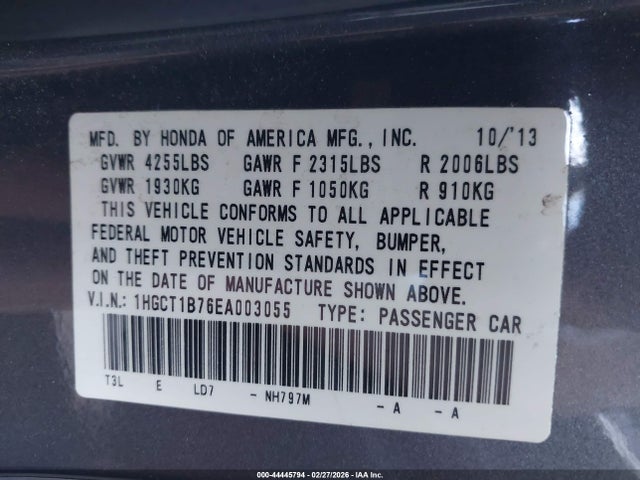 MFD. BY HONDA OF AMERICA MFG., INC. 10/'13
GVWR 4255LBS GAWR F 2315LBS R 2006LBS
GVWR 1930KG GAWR F 1050KG R 910KG
THIS VEHICLE CONFORMS TO ALL APPLICABLE
FEDERAL MOTOR VEHICLE SAFETY, BUMPER,
AND THEFT PREVENTION STANDARDS IN EFFECT
ON THE DATE OF MANUFACTURE SHOWN ABOVE.
V.I.N.: 1HGCT1B76EA003055 TYPE: PASSENGER CAR
T3L E LD7 - NH797M - A - A
000-44445794 - 02/27/2026 - IAA Inc.